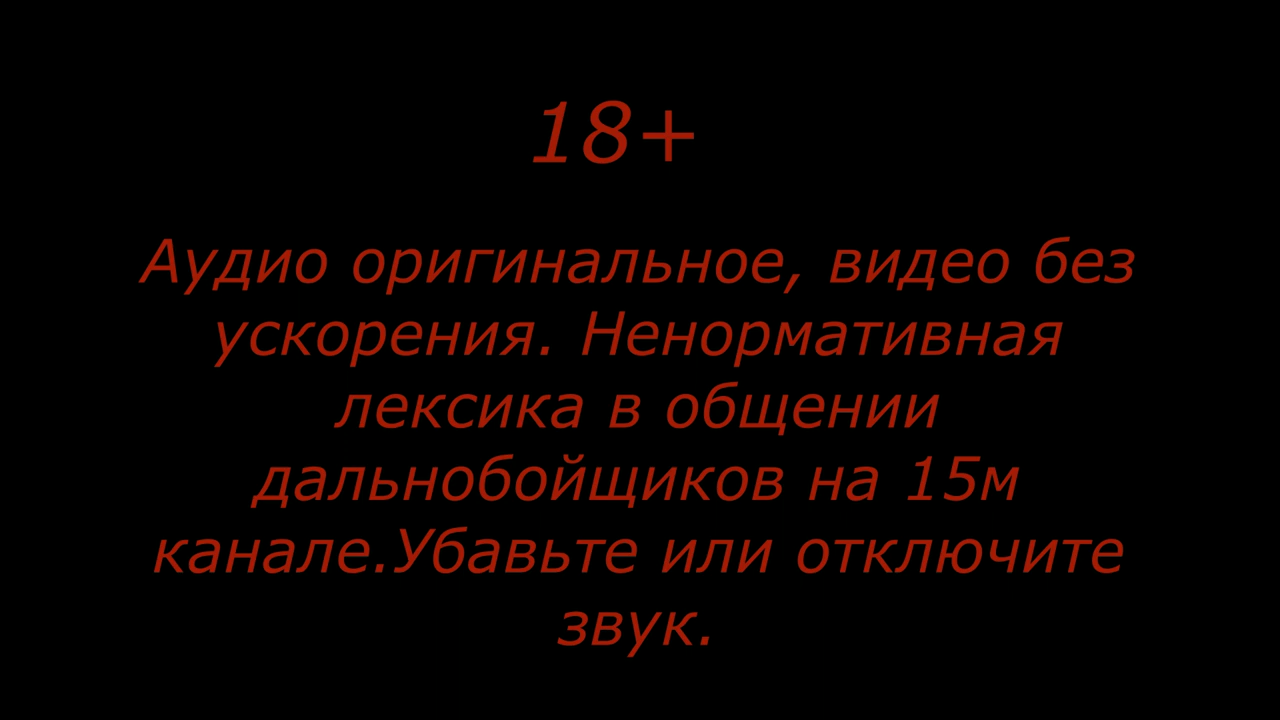 18+
Аудио оригинальное, видео без
ускорения. Ненормативная
лексика в общении
дальнобойщиков на 15м
канале.Убавьте или отключите
звук.